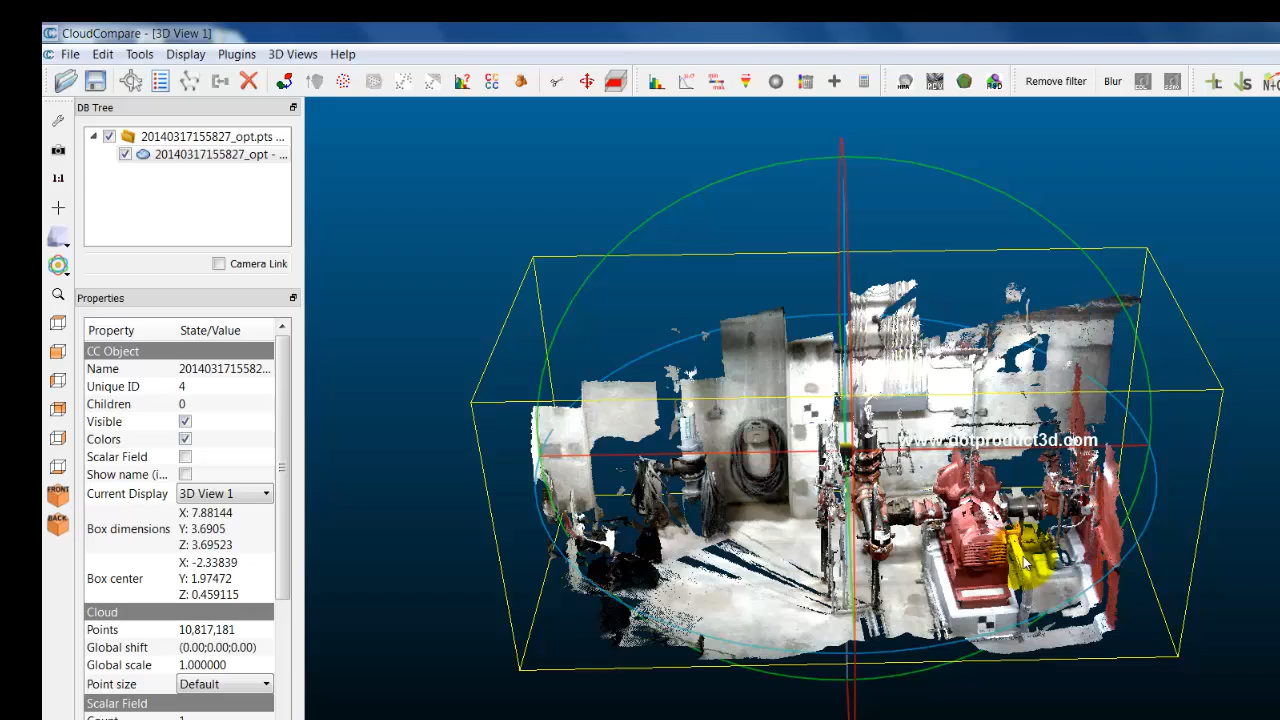 CloudCompare - [3D View 1]
File Edit Tools Display Plugins 3D Views Help
Remove filter Blur
DB Tree
20140317155827_opt.pts ...
20140317155827_opt - ...
1:1
Camera Link
Properties
Property State/Value
CC Object
Name 2014031715582...
Unique ID 4
Children 0
Visible
Colors
Scalar Field
Show name (i...
Current Display 3D View 1
Box dimensions X: 7.88144
Y: 3.6905
Z: 3.69523
Box center X: -2.33839
Y: 1.97472
Z: 0.459115
Cloud
Points 10,817,181
Global shift (0.00;0.00;0.00)
Global scale 1.000000
Point size Default
Scalar Field
FRONT
BACK
www.dotproduct3d.com